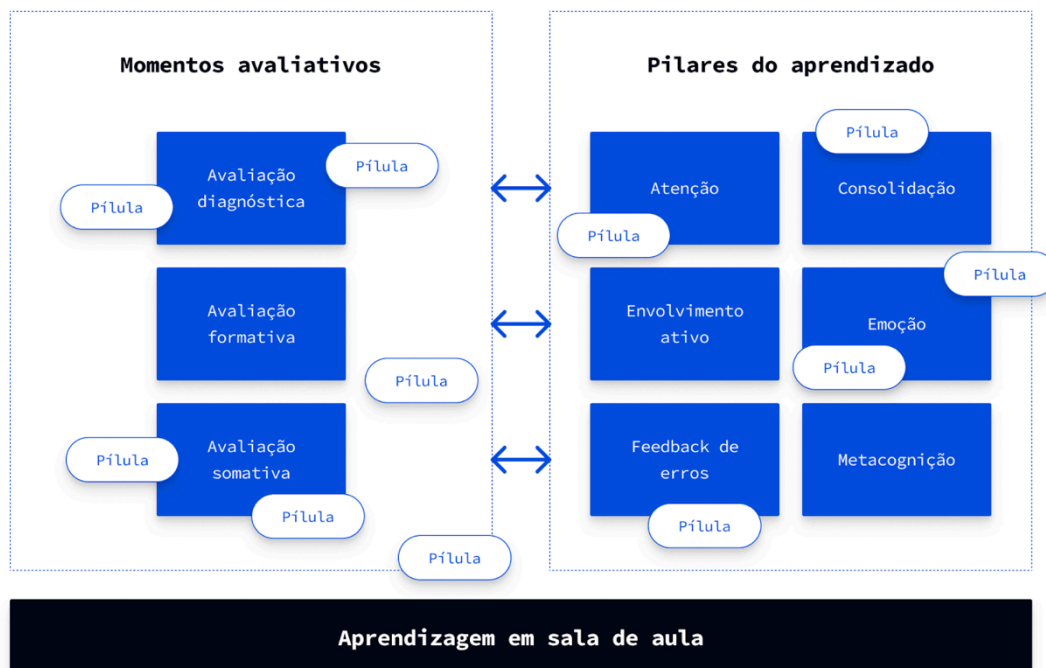 Momentos avaliativos
Pilares do aprendizado
Pílula
Pílula
Avaliação
diagnóstica
Pílula
Atenção
Consolidação
Pílula
Pílula
Avaliação
formativa
Envolvimento
ativo
Emoção
Pílula
Pílula
Avaliação
somativa
Pílula
Pílula
Feedback de
erros
Metacognição
Pílula
Pílula
Aprendizagem em sala de aula